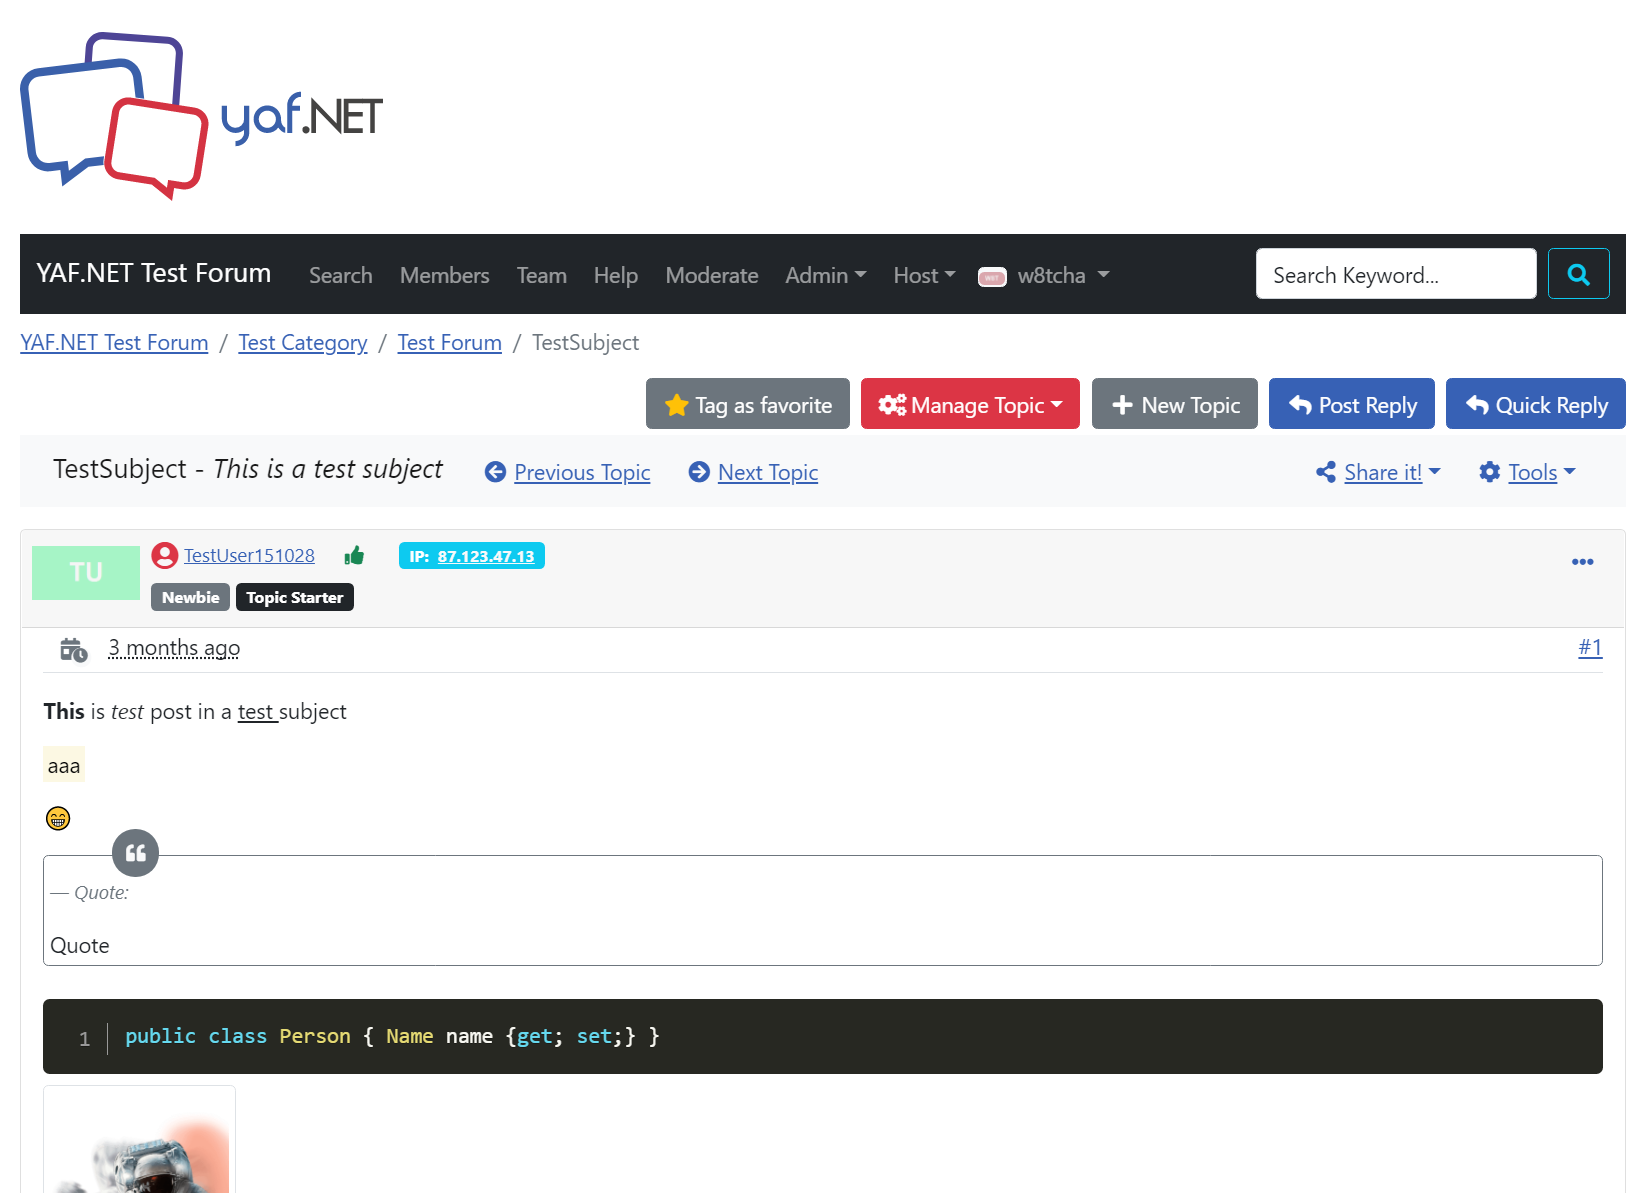 yaf.NET
YAF.NET Test Forum Search Members Team Help Moderate Admin Host w8tcha Search Keyword...
YAF.NET Test Forum / Test Category / Test Forum / TestSubject
Tag as favorite Manage Topic New Topic Post Reply Quick Reply
TestSubject - This is a test subject Previous Topic Next Topic Share it! Tools
TU TestUser151028 IP: 87.123.47.13
Newbie Topic Starter
3 months ago #1
This is test post in a test subject
aaa
— Quote:
Quote
1 public class Person { Name name {get; set;} }